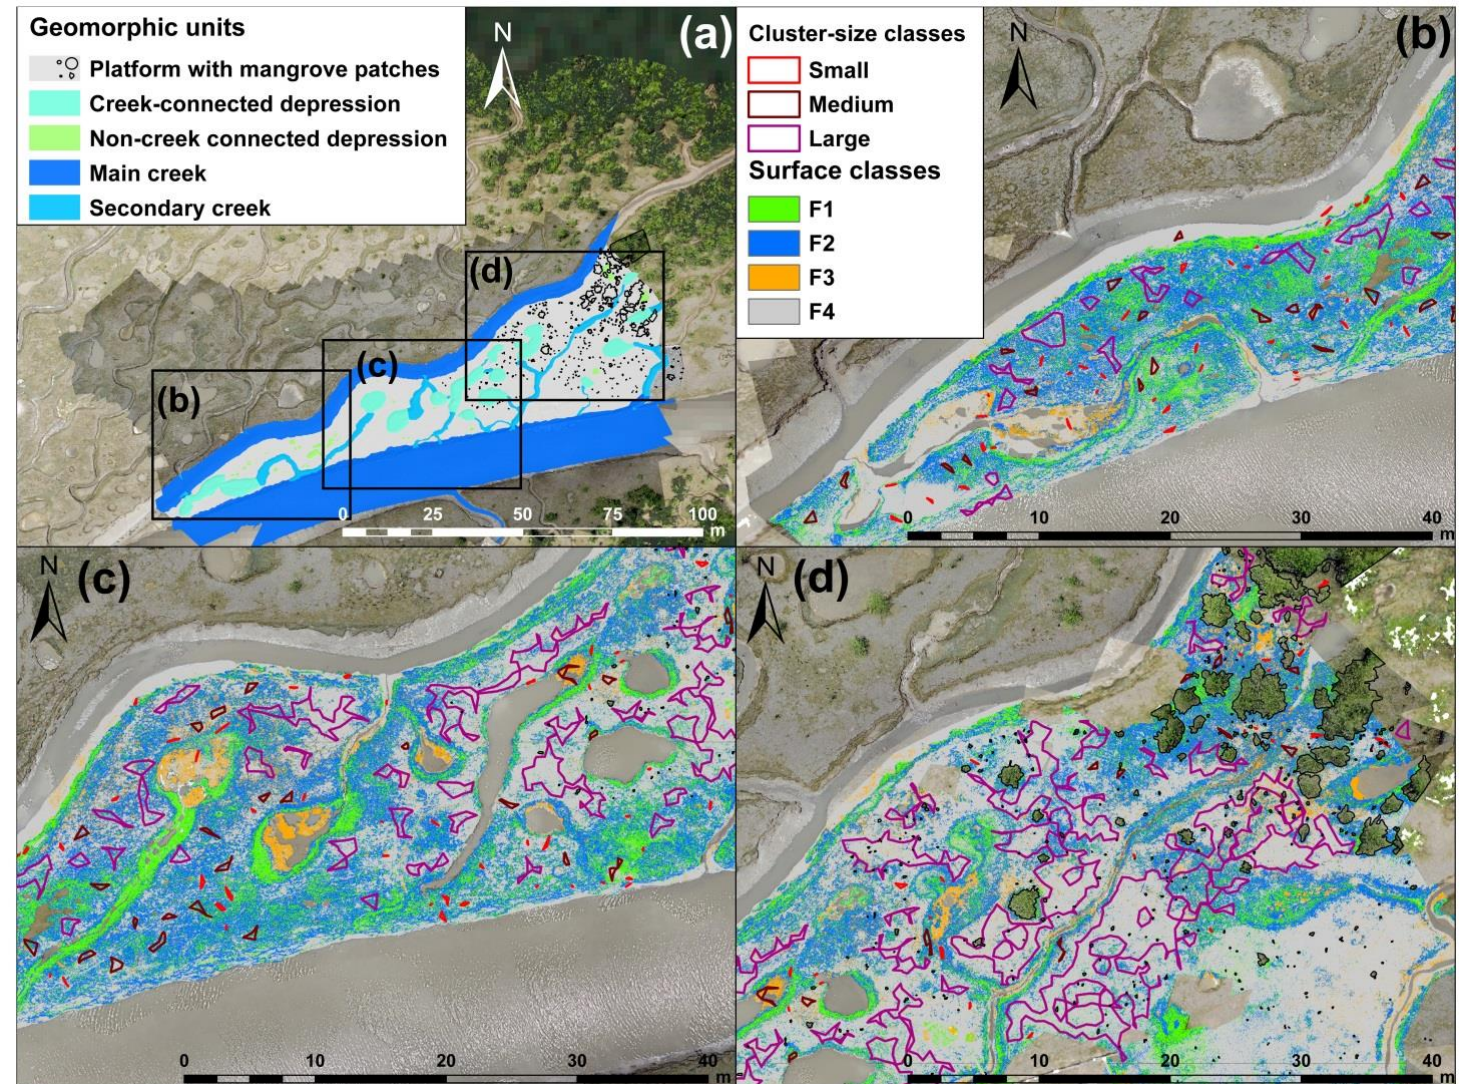 Geomorphic units
Platform with mangrove patches
Creek-connected depression
Non-creek connected depression
Main creek
Secondary creek
N
(a)
(b)
(c)
(d)
0 25 50 75 100
m
Cluster-size classes
Small
Medium
Large
Surface classes
F1
F2
F3
F4
N
(b)
0 10 20 30 40
m
N
(c)
0 10 20 30 40
m
N
(d)
0 10 20 30 40
m